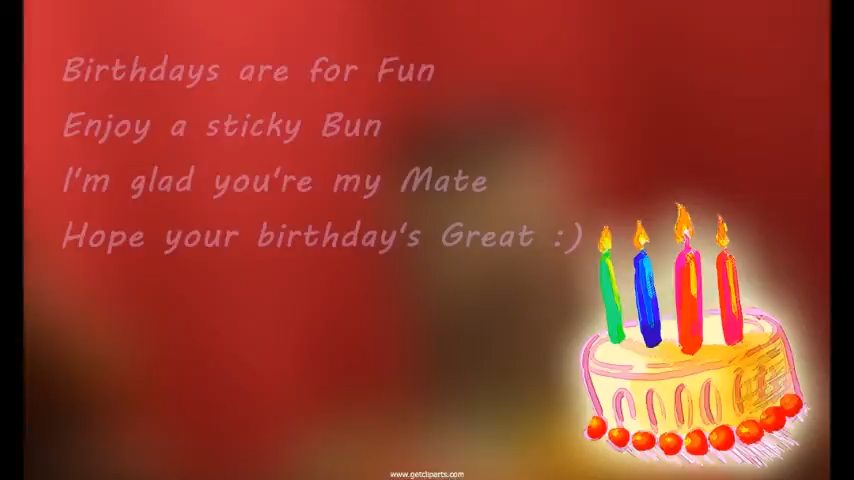 Birthdays are for Fun
Enjoy a sticky Bun
I'm glad you're my Mate
Hope your birthday's Great :)
www.getcliparts.com